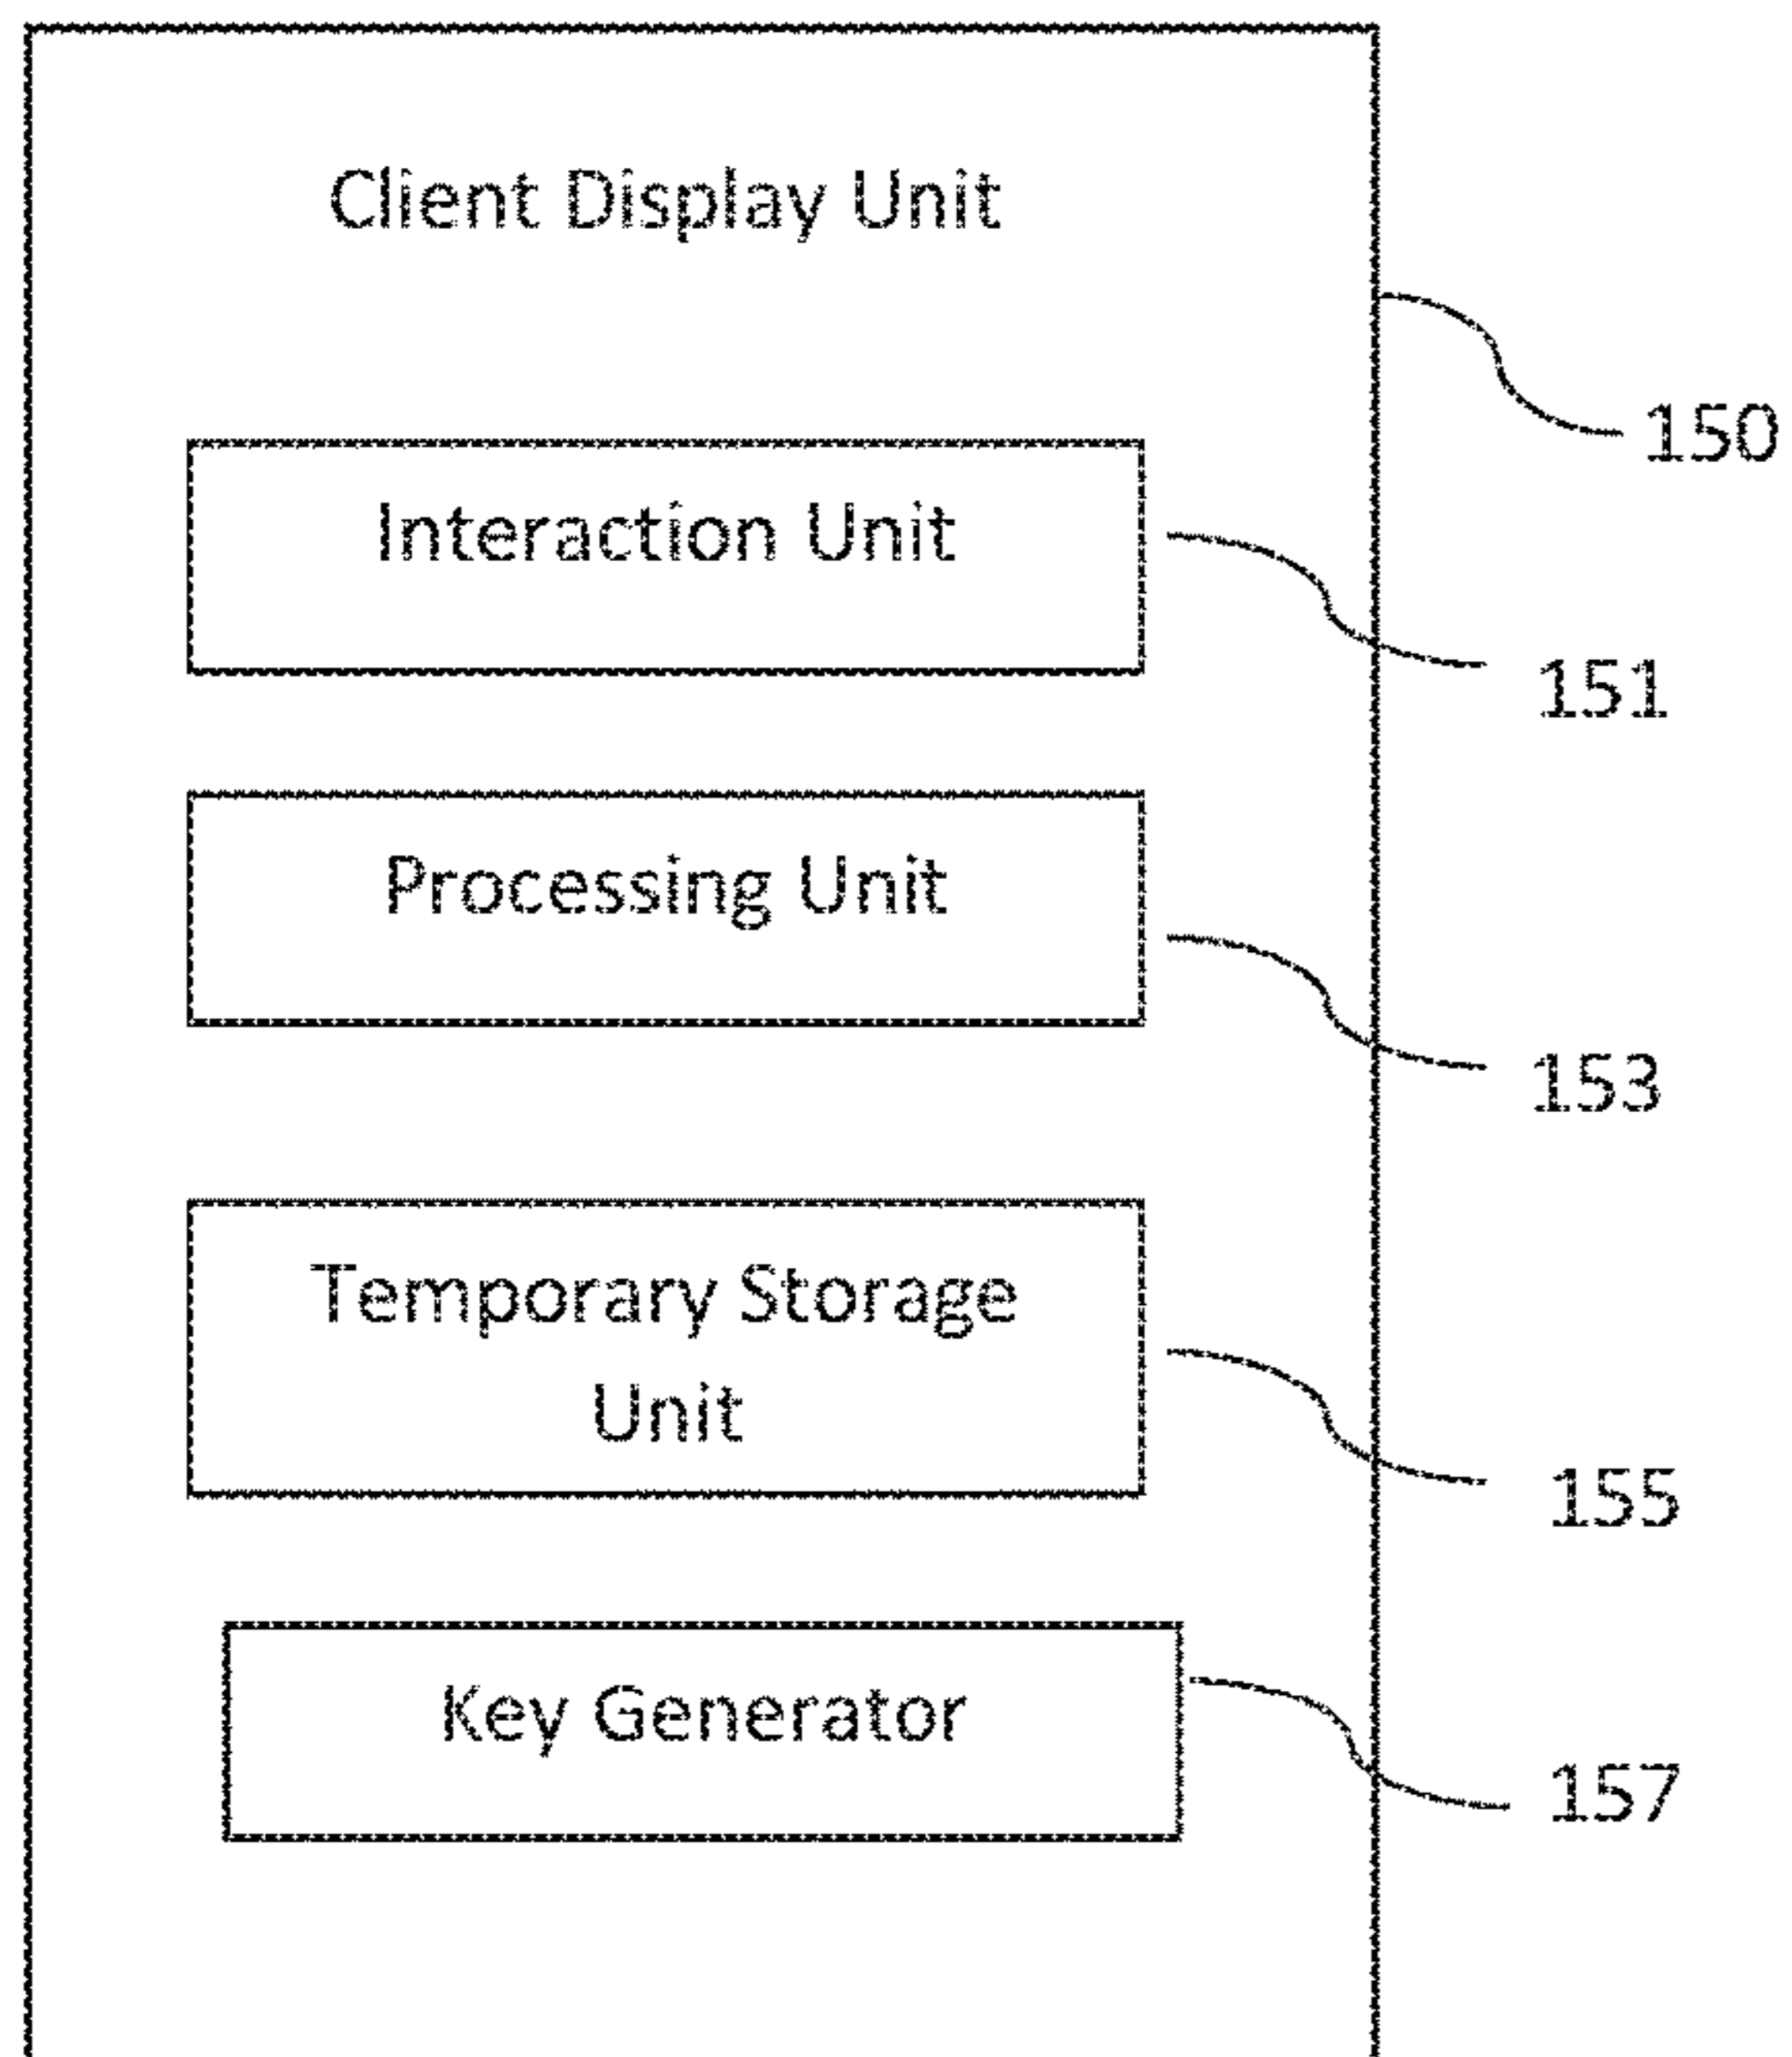 Client Display Unit
150
Interaction Unit
151
Processing Unit
153
Temporary Storage
Unit
155
Key Generator
157